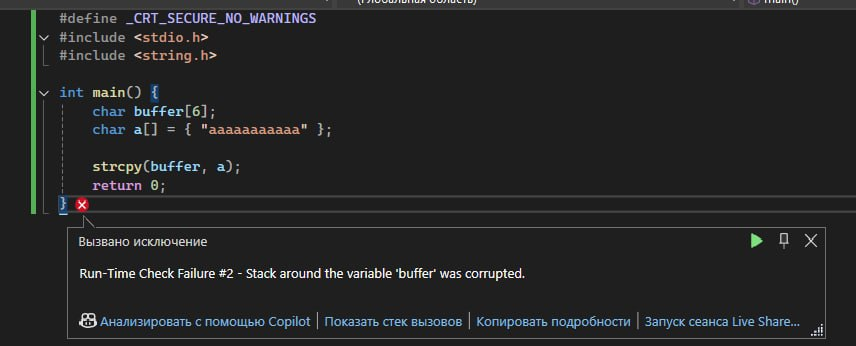 (Глобальная область)
main()
#define _CRT_SECURE_NO_WARNINGS
#include <stdio.h>
#include <string.h>
int main() {
char buffer[6];
char a[] = { "aaaaaaaaaaa" };
strcpy(buffer, a);
return 0;
}
Вызвано исключение
Run-Time Check Failure #2 - Stack around the variable 'buffer' was corrupted.
Анализировать с помощью Copilot | Показать стек вызовов | Копировать подробности | Запуск сеанса Live Share...